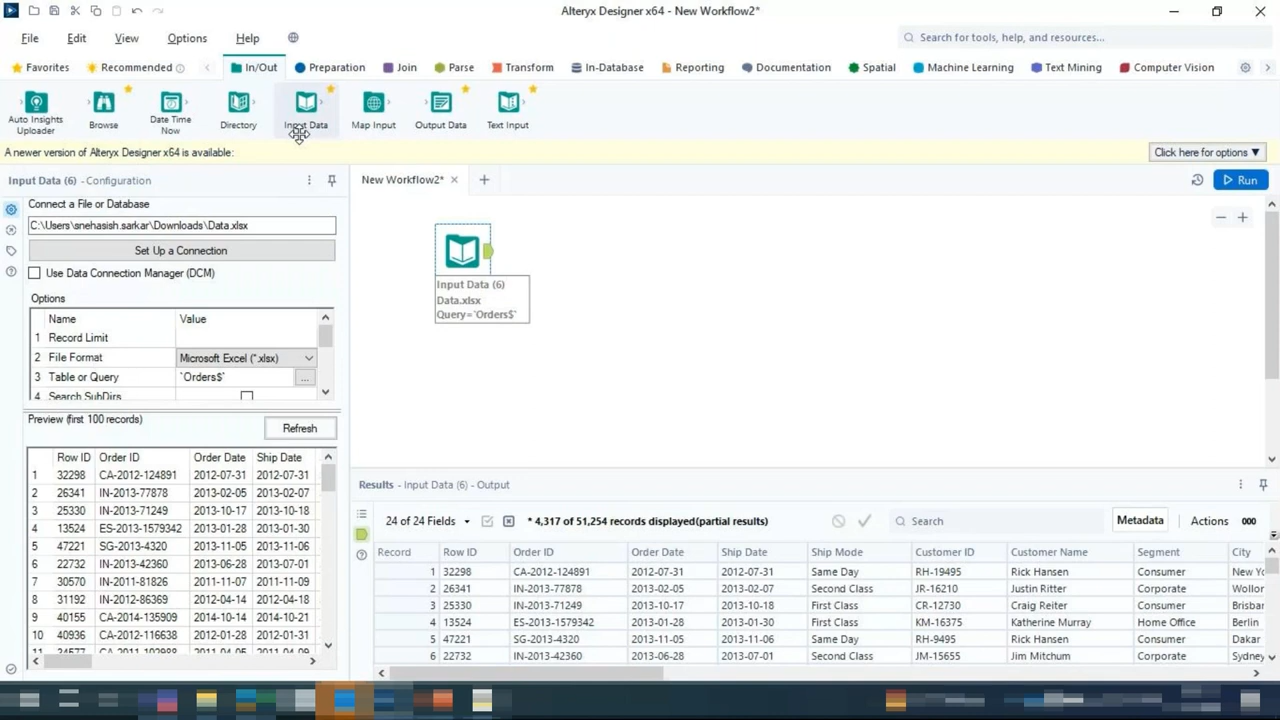 Alteryx Designer x64 - New Workflow2*
File Edit View Options Help
Search for tools, help, and resources...
Favorites Recommended In/Out Preparation Join Parse Transform In-Database Reporting Documentation Spatial Machine Learning Text Mining Computer Vision
Auto Insights Uploader Browse Date Time Now Directory Input Data Map Input Output Data Text Input
A newer version of Alteryx Designer x64 is available: Click here for options ▼
Input Data (6) - Configuration
New Workflow2*
Run
Connect a File or Database
C:\Users\snehasish.sarkar\Downloads\Data.xlsx
Set Up a Connection
Use Data Connection Manager (DCM)
Options
Name Value
1 Record Limit
2 File Format Microsoft Excel (*.xlsx)
3 Table or Query `Orders$` ...
4 Search SubDirs
Input Data (6)
Data.xlsx
Query=`Orders$`
Preview (first 100 records)
Refresh
Row ID Order ID Order Date Ship Date
1 32298 CA-2012-124891 2012-07-31 2012-07-31
2 26341 IN-2013-77878 2013-02-05 2013-02-07
3 25330 IN-2013-71249 2013-10-17 2013-10-18
4 13524 ES-2013-1579342 2013-01-28 2013-01-30
5 47221 SG-2013-4320 2013-11-05 2013-11-06
6 22732 IN-2013-42360 2013-06-28 2013-07-01
7 30570 IN-2011-81826 2011-11-07 2011-11-09
8 31192 IN-2012-86369 2012-04-14 2012-04-18
9 40155 CA-2014-135909 2014-10-14 2014-10-21
10 40936 CA-2012-116638 2012-01-28 2012-01-31
11 34577 CA-2011-102988 2011-04-05 2011-04-09
Results - Input Data (6) - Output
24 of 24 Fields * 4,317 of 51,254 records displayed(partial results) Search Metadata Actions 000
Record Row ID Order ID Order Date Ship Date Ship Mode Customer ID Customer Name Segment City
1 32298 CA-2012-124891 2012-07-31 2012-07-31 Same Day RH-19495 Rick Hansen Consumer New Yo
2 26341 IN-2013-77878 2013-02-05 2013-02-07 Second Class JR-16210 Justin Ritter Corporate Wollon
3 25330 IN-2013-71249 2013-10-17 2013-10-18 First Class CR-12730 Craig Reiter Consumer Brisban
4 13524 ES-2013-1579342 2013-01-28 2013-01-30 First Class KM-16375 Katherine Murray Home Office Berlin
5 47221 SG-2013-4320 2013-11-05 2013-11-06 Same Day RH-9495 Rick Hansen Consumer Dakar
6 22732 IN-2013-42360 2013-06-28 2013-07-01 Second Class JM-15655 Jim Mitchum Corporate Sydney